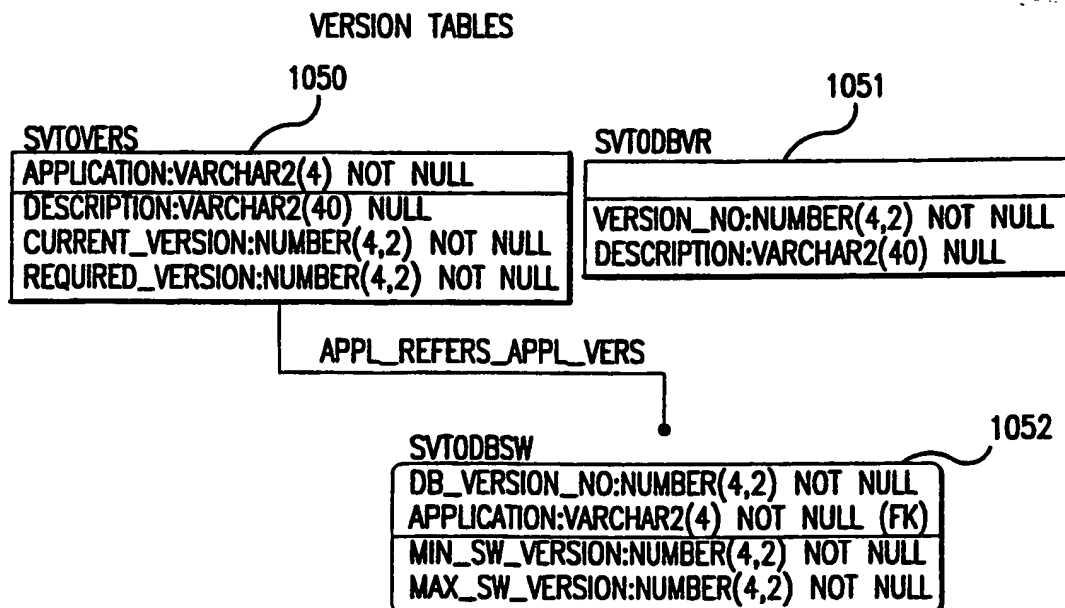 VERSION TABLES
1050
1051
SVTOVERS
APPLICATION:VARCHAR2(4) NOT NULL
DESCRIPTION:VARCHAR2(40) NULL
CURRENT_VERSION:NUMBER(4,2) NOT NULL
REQUIRED_VERSION:NUMBER(4,2) NOT NULL
SVTODBVR
VERSION_NO:NUMBER(4,2) NOT NULL
DESCRIPTION:VARCHAR2(40) NULL
APPL_REFERS_APPL_VERS
1052
SVTODBSW
DB_VERSION_NO:NUMBER(4,2) NOT NULL
APPLICATION:VARCHAR2(4) NOT NULL (FK)
MIN_SW_VERSION:NUMBER(4,2) NOT NULL
MAX_SW_VERSION:NUMBER(4,2) NOT NULL